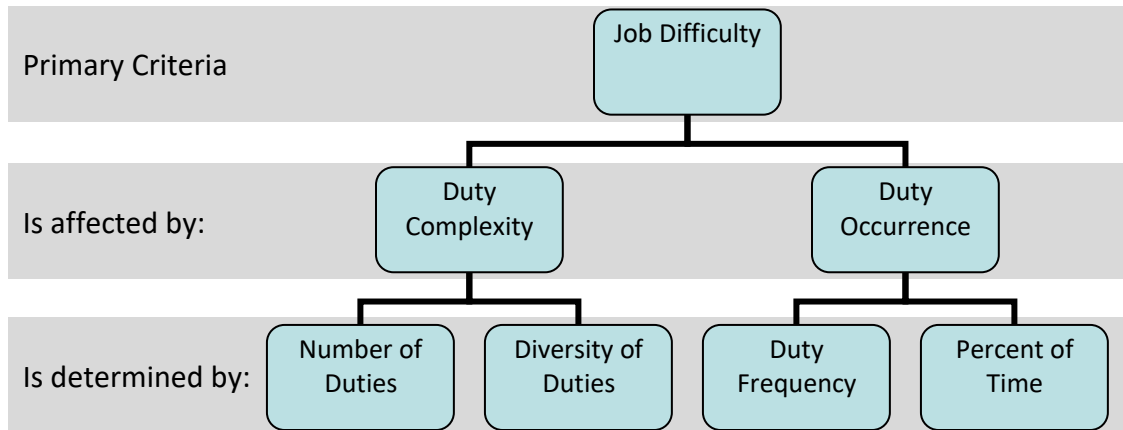 Job Difficulty
Primary Criteria
Duty
Complexity
Duty
Occurrence
Is affected by:
Number of
Duties
Diversity of
Duties
Duty
Frequency
Percent of
Time
Is determined by: